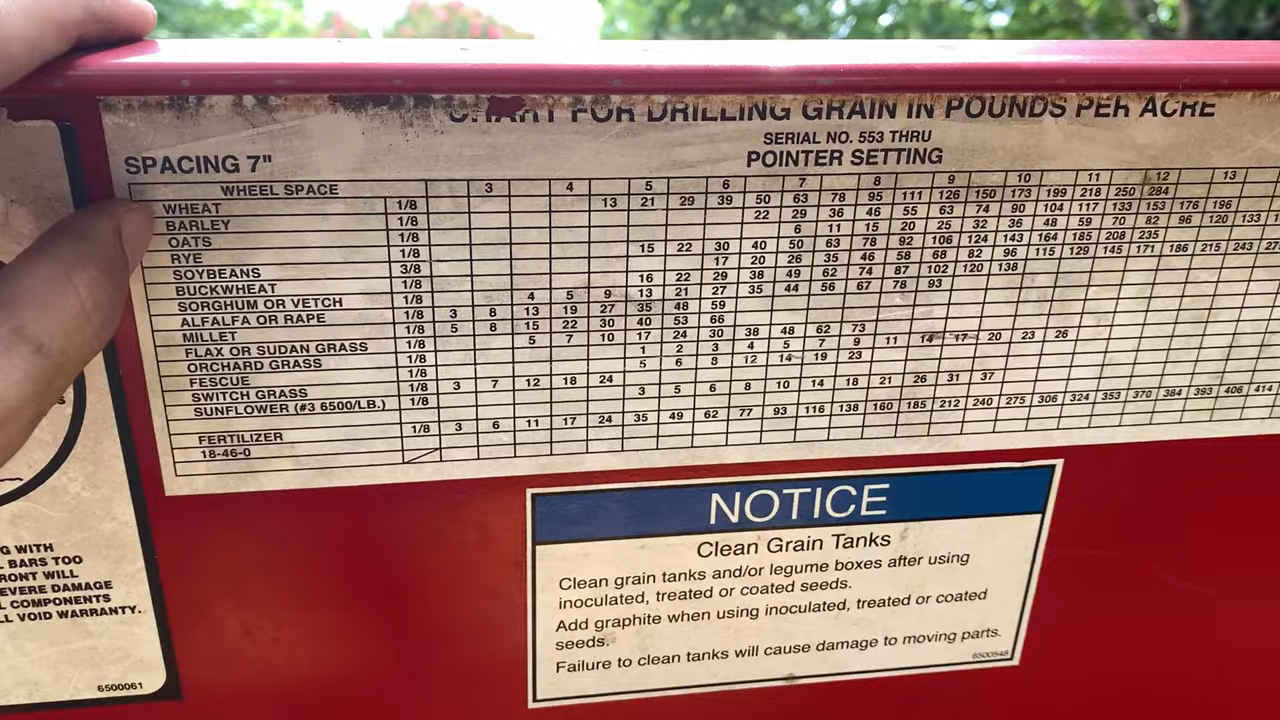 CHART FOR DRILLING GRAIN IN POUNDS PER ACRE
SERIAL NO. 553 THRU
SPACING 7" POINTER SETTING
WHEEL SPACE 3 4 5 6 7 8 9 10 11 12 13
WHEAT 1/8 13 21 29 39 50 63 78 95 111 126 150 173 199 218 250 284
BARLEY 1/8 22 29 36 46 55 63 74 90 104 117 133 153 176 196
OATS 1/8 6 11 15 20 25 32 36 48 59 70 82 96 120 133
RYE 1/8 15 22 30 40 50 63 78 92 106 124 143 164 185 208 235
SOYBEANS 3/8 17 20 26 35 46 58 68 82 96 115 129 145 171 186 215 243
BUCKWHEAT 1/8 16 22 29 38 49 62 74 87 102 120 138
SORGHUM OR VETCH 1/8 4 5 9 13 21 27 35 44 56 67 78 93
ALFALFA OR RAPE 1/8 3 8 13 19 27 35 48 59
MILLET 1/8 5 8 15 22 30 40 53 66
FLAX OR SUDAN GRASS 1/8 5 7 10 17 24 30 38 48 62 73
ORCHARD GRASS 1/8 1 2 3 4 5 7 9 11 14 17 20 23 26
FESCUE 1/8 5 6 8 12 14 19 23
SWITCH GRASS 1/8 3 7 12 18 24
SUNFLOWER (#3 6500/LB.) 1/8 3 5 6 8 10 14 18 21 26 31 37
FERTILIZER 1/8 3 6 11 17 24 35 49 62 77 93 116 138 160 185 212 240 275 306 324 353 370 384 393 406 414
18-46-0
NOTICE
Clean Grain Tanks
Clean grain tanks and/or legume boxes after using
inoculated, treated or coated seeds.
Add graphite when using inoculated, treated or coated
seeds.
Failure to clean tanks will cause damage to moving parts.
6500548
G WITH
L BARS TOO
RONT WILL
EVERE DAMAGE
L COMPONENTS
LL VOID WARRANTY.
6500061